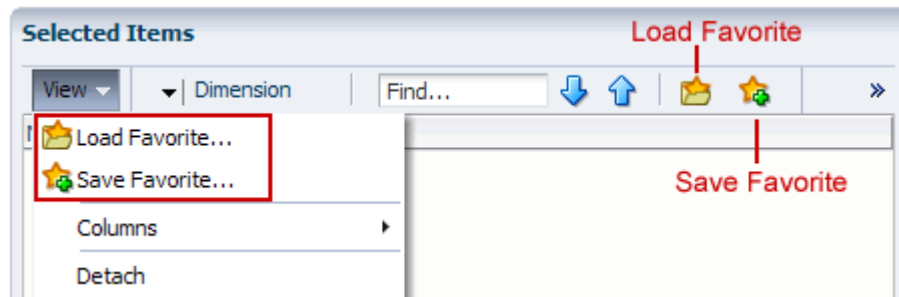 Selected Items
Load Favorite
View
Dimension
Find...
»
Load Favorite...
Save Favorite...
Save Favorite
Columns
Detach